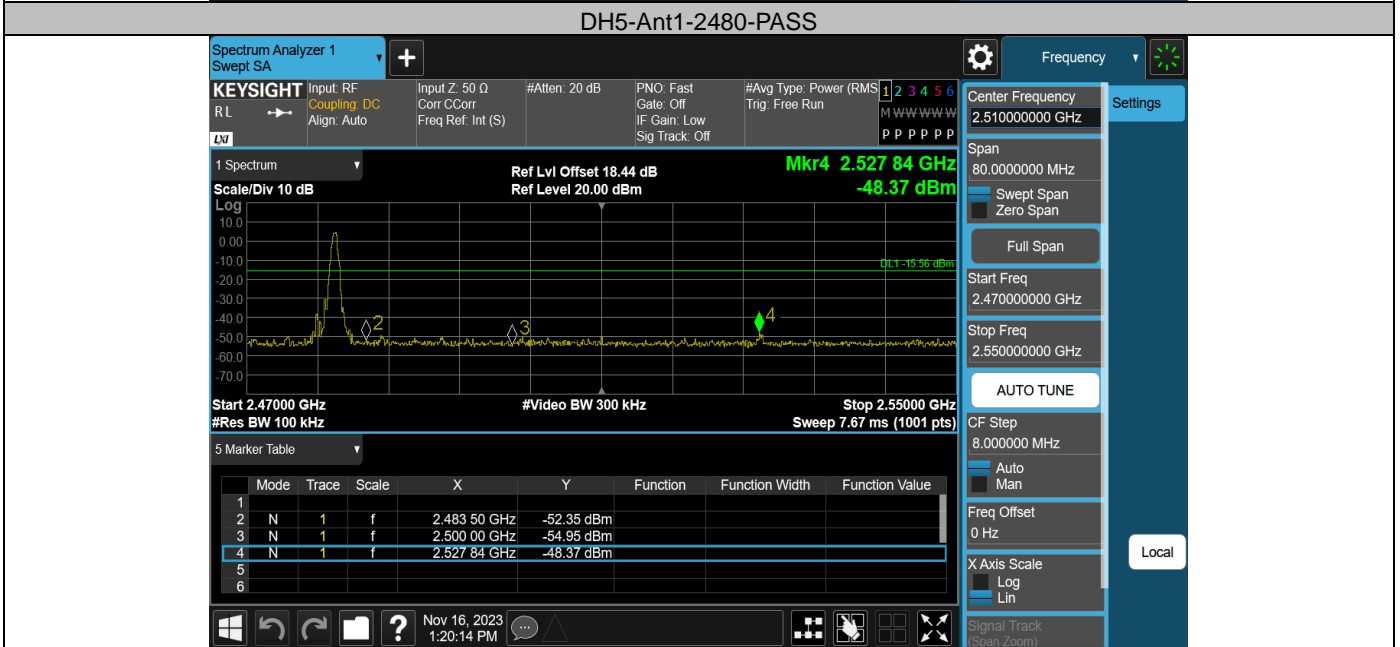 DH5-Ant1-2480-PASS
Spectrum Analyzer 1
Swept SA
Frequency
KEYSIGHT
RL
LXI
Input: RF
Coupling: DC
Align: Auto
Input Z: 50 Ω
Corr CCorr
Freq Ref: Int (S)
#Atten: 20 dB
PNO: Fast
Gate: Off
IF Gain: Low
Sig Track: Off
#Avg Type: Power (RMS
Trig: Free Run
1 2 3 4 5 6
M W W W W W
P P P P P P
Center Frequency
2.510000000 GHz
Settings
Span
80.0000000 MHz
Swept Span
Zero Span
Full Span
Start Freq
2.470000000 GHz
Stop Freq
2.550000000 GHz
AUTO TUNE
CF Step
8.000000 MHz
Auto
Man
Freq Offset
0 Hz
X Axis Scale
Log
Lin
Signal Track
(Span Zoom)
Local
1 Spectrum
Scale/Div 10 dB
Ref Lvl Offset 18.44 dB
Ref Level 20.00 dBm
Mkr4 2.527 84 GHz
-48.37 dBm
Log
10.0
0.00
-10.0
-20.0
-30.0
-40.0
-50.0
-60.0
-70.0
DL1 -15.56 dBm
2
3
4
Start 2.47000 GHz
#Res BW 100 kHz
#Video BW 300 kHz
Stop 2.55000 GHz
Sweep 7.67 ms (1001 pts)
5 Marker Table
Mode Trace Scale X Y Function Function Width Function Value
1
2 N 1 f 2.483 50 GHz -52.35 dBm
3 N 1 f 2.500 00 GHz -54.95 dBm
4 N 1 f 2.527 84 GHz -48.37 dBm
5
6
?
Nov 16, 2023
1:20:14 PM